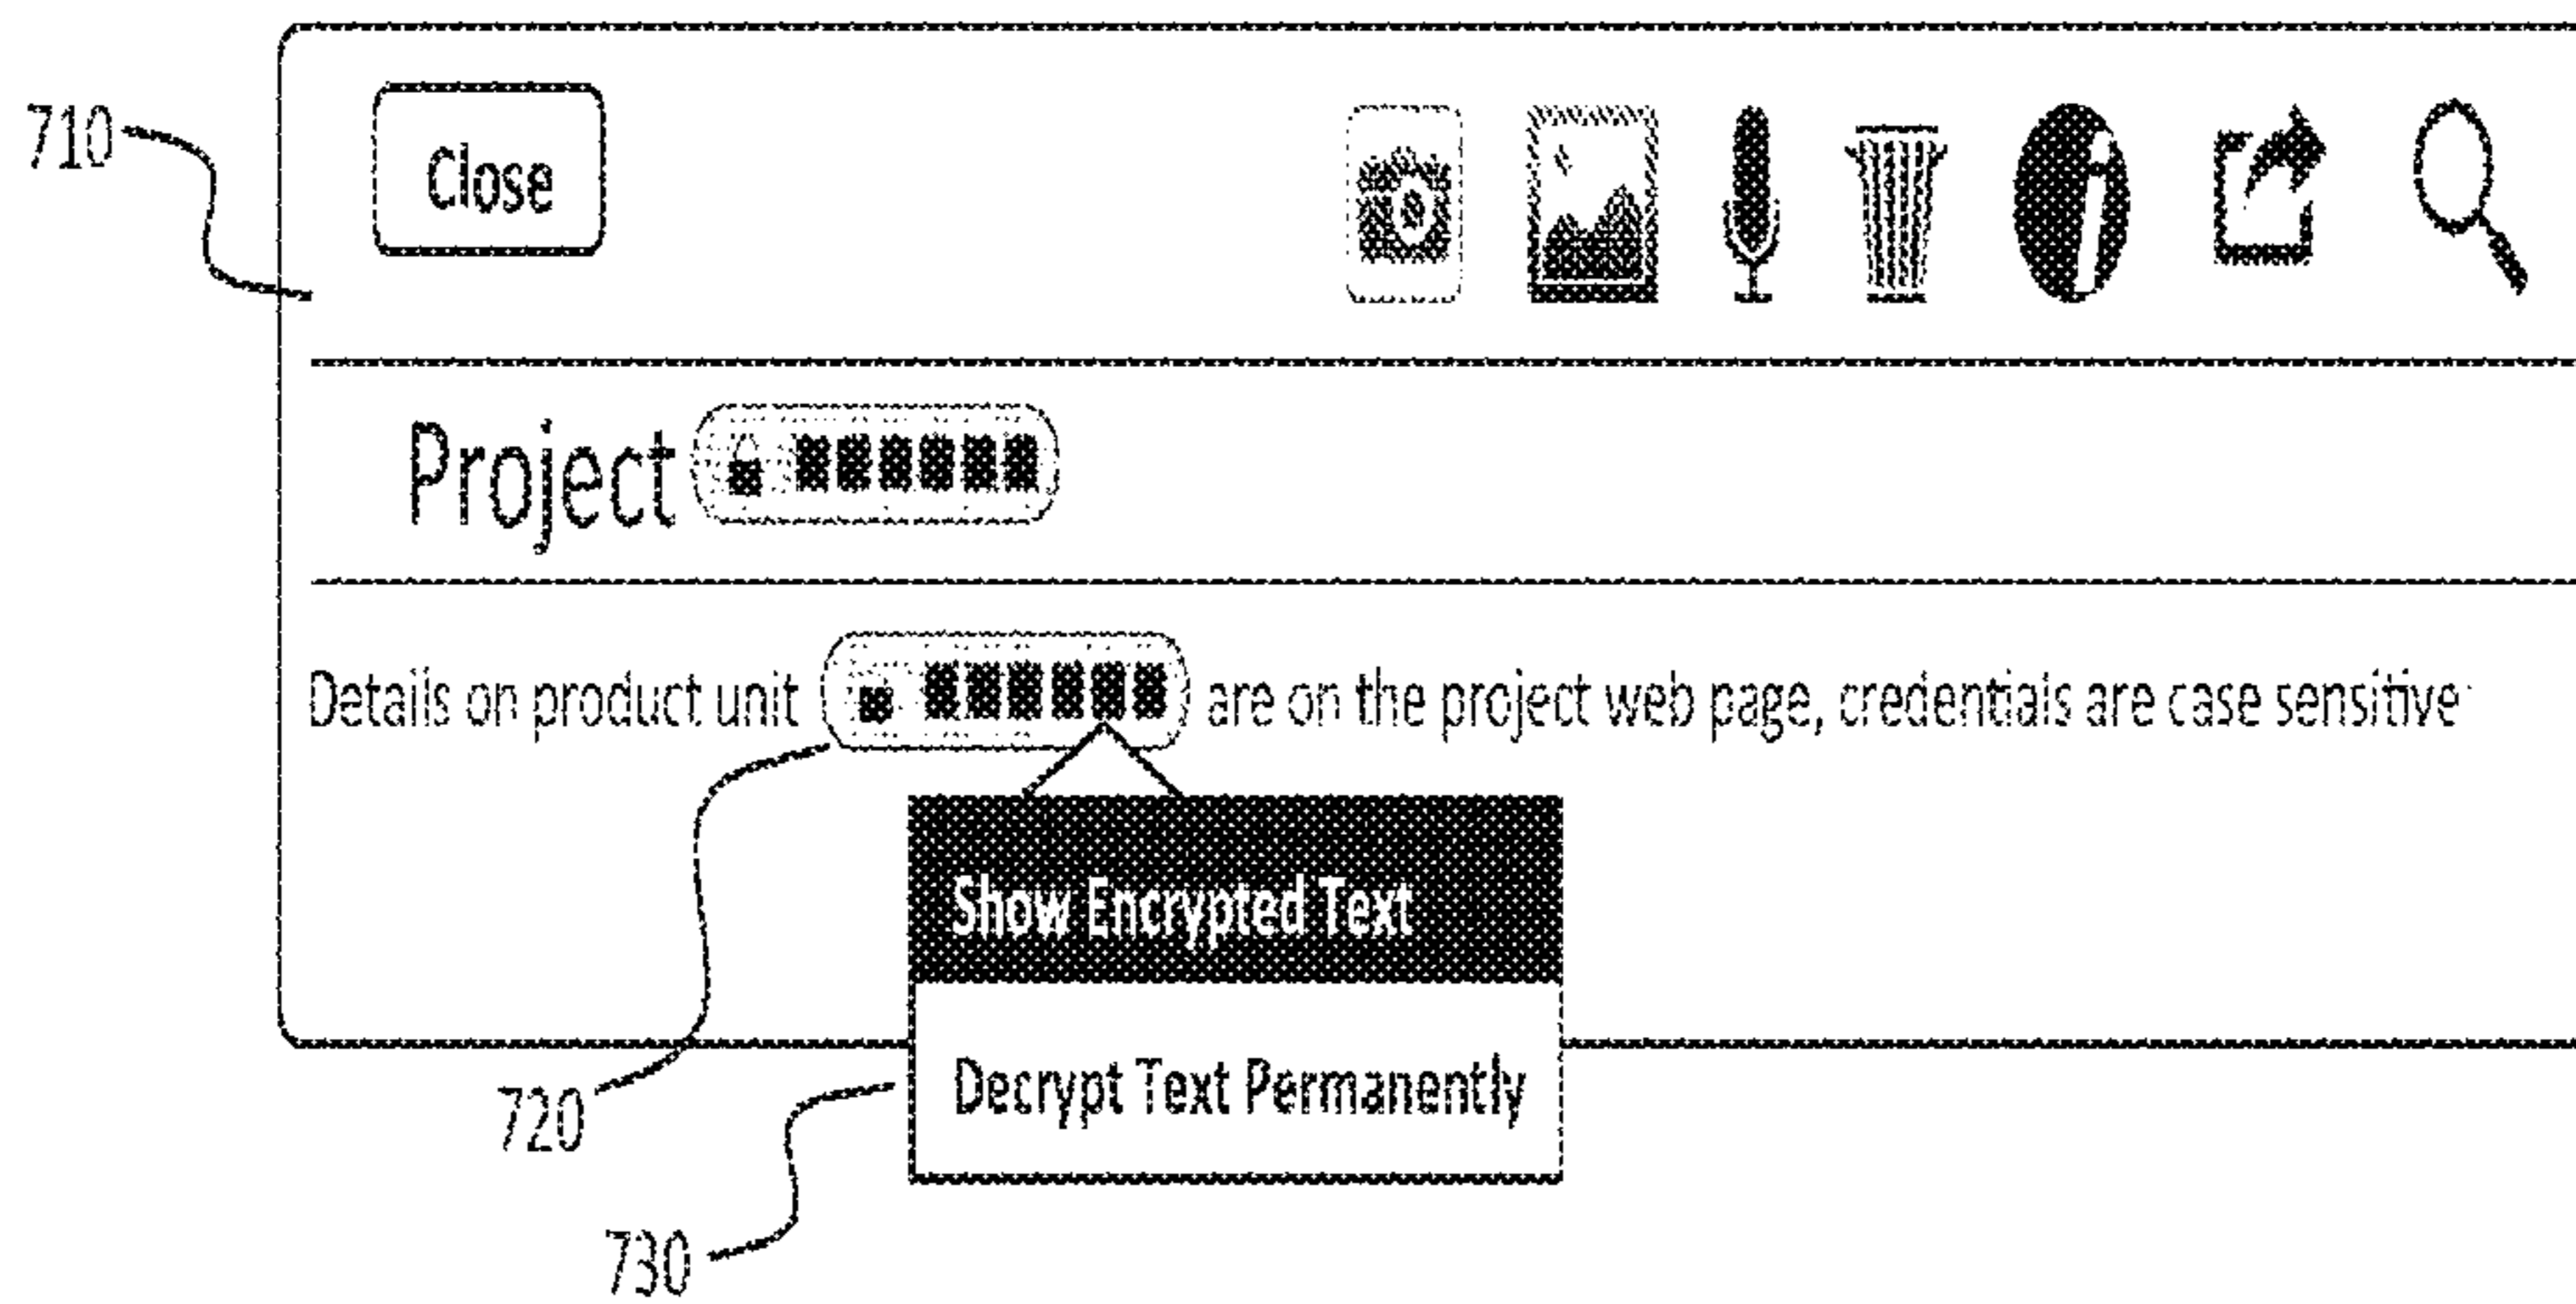 710
Close
Project
Details on product unit are on the project web page, credentials are case sensitive
Show Encrypted Text
Decrypt Text Permanently
720
730